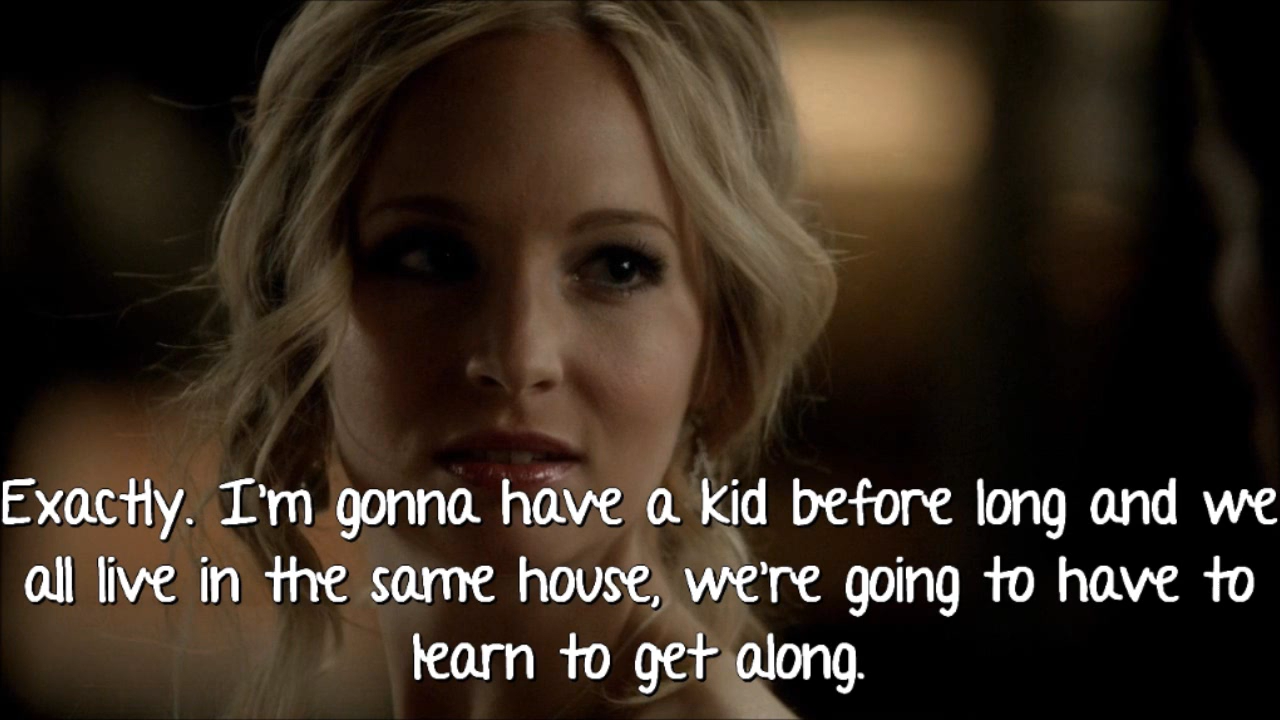 Exactly. I'm gonna have a kid before long and we
all live in the same house, we're going to have to
learn to get along.